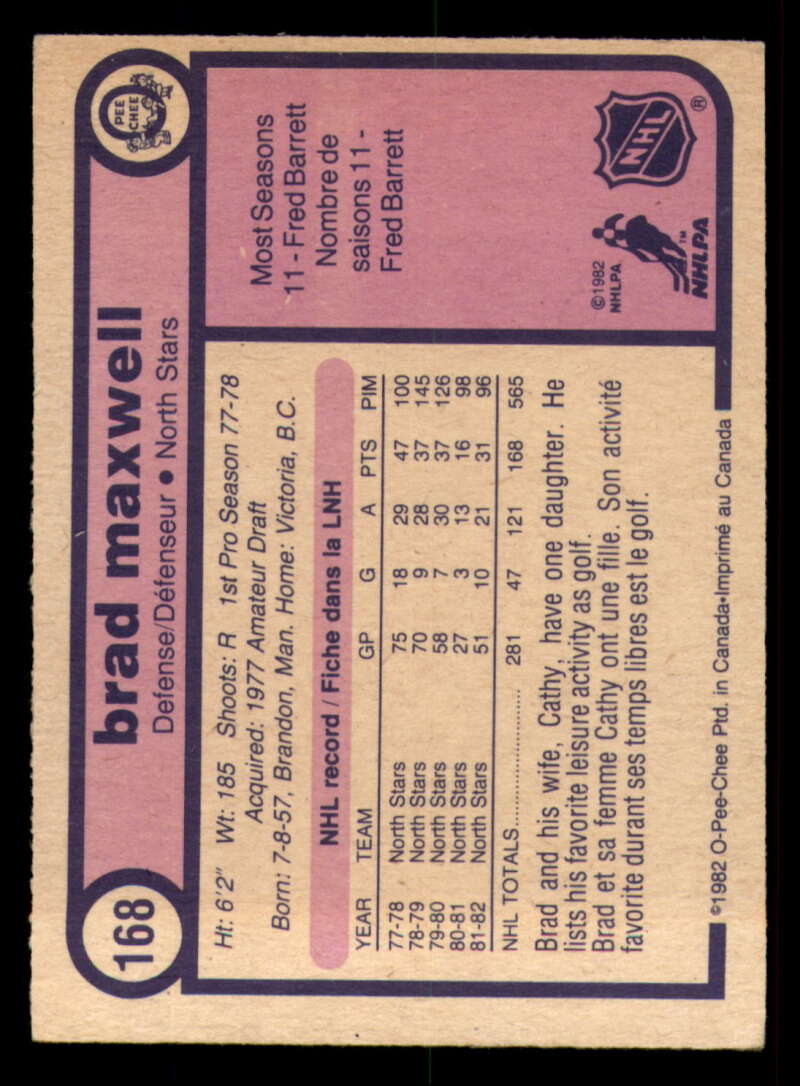 168
brad maxwell
Defense/Défenseur • North Stars
O PEE CHEE
Ht: 6'2" Wt: 185 Shoots: R 1st Pro Season 77-78
Acquired: 1977 Amateur Draft
Born: 7-8-57, Brandon, Man. Home: Victoria, B.C.
NHL record / Fiche dans la LNH
YEAR TEAM GP G A PTS PIM
77-78 North Stars 75 18 29 47 100
78-79 North Stars 70 9 28 37 145
79-80 North Stars 58 7 30 37 126
80-81 North Stars 27 3 13 16 98
81-82 North Stars 51 10 21 31 96
NHL TOTALS.................... 281 47 121 168 565
Brad and his wife, Cathy, have one daughter. He
lists his favorite leisure activity as golf.
Brad et sa femme Cathy ont une fille. Son activité
favorite durant ses temps libres est le golf.
Most Seasons
11 - Fred Barrett
Nombre de
saisons 11 -
Fred Barrett
©1982
NHLPA
NHLPA™
NHL®
©1982 O-Pee-Chee Ptd. in Canada•Imprimé au Canada